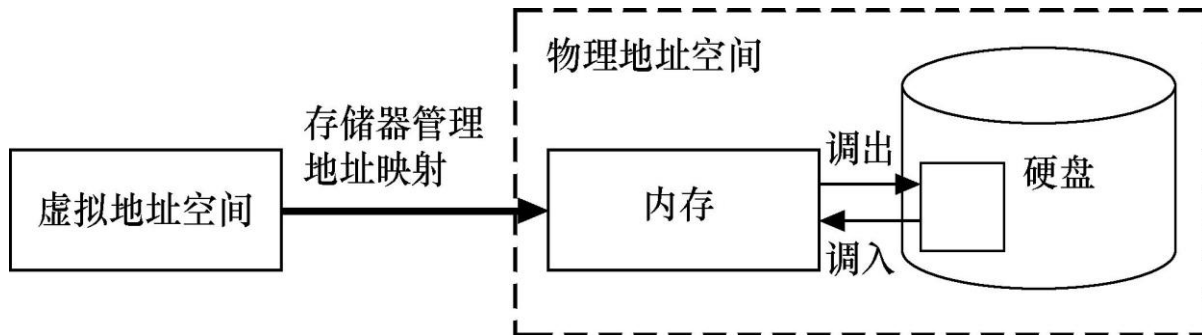 物理地址空间
存储器管理
地址映射
虚拟地址空间
内存
调出
调入
硬盘